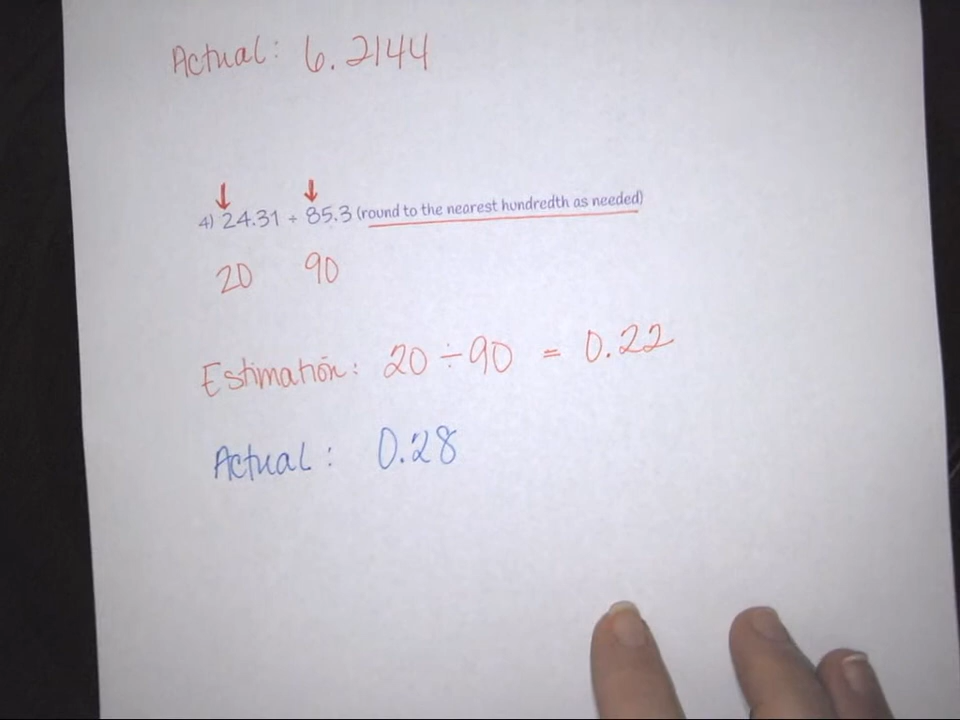 Actual: 6.2144
4) 24.31 ÷ 85.3 (round to the nearest hundredth as needed)
20 90
Estimation: 20 ÷ 90 = 0.22
Actual: 0.28